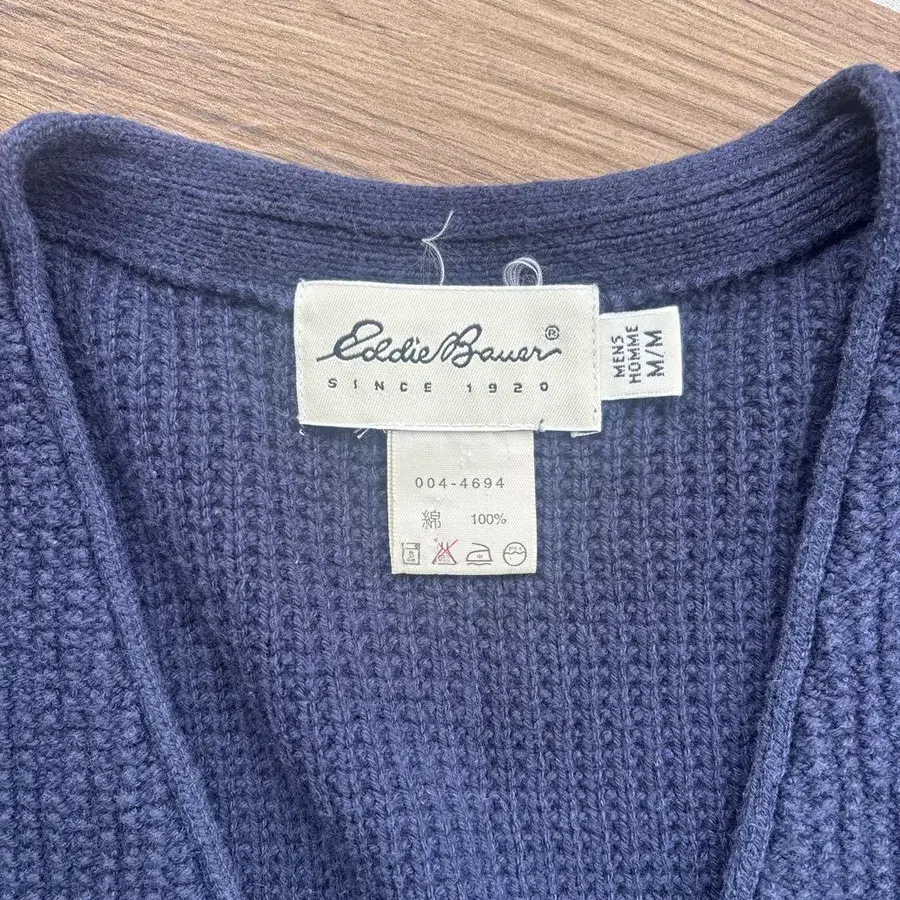 Eddie Bauer®
SINCE 1920
MENS
HOMME
M/M
004-4694
綿 100%